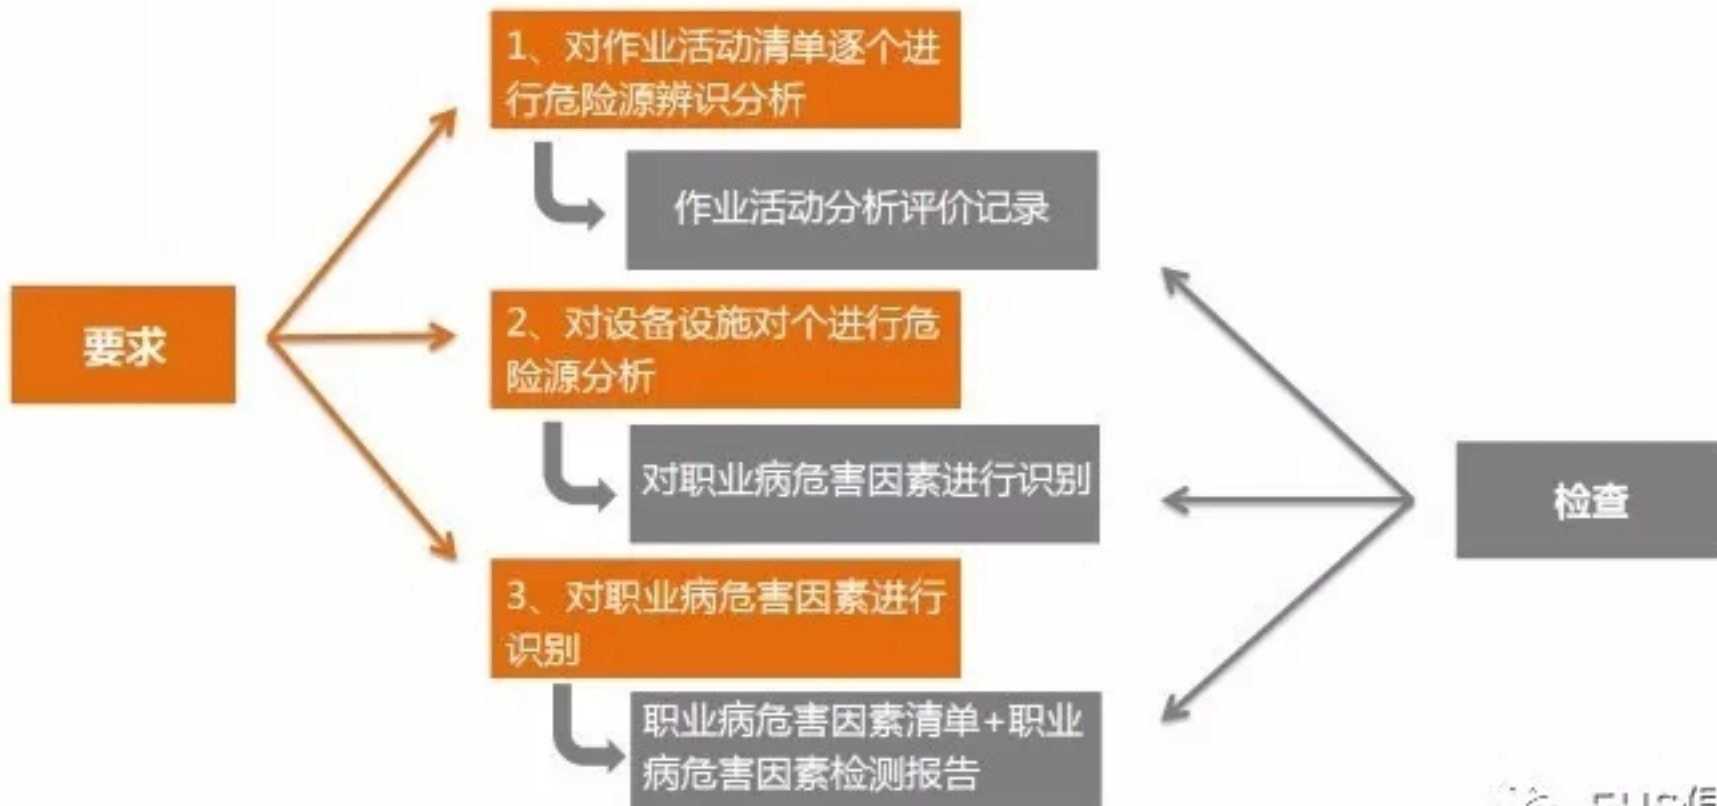 1、对作业活动清单逐个进
行危险源辨识分析
作业活动分析评价记录
要求
2、对设备设施对个进行危
险源分析
对职业病危害因素进行识别
检查
3、对职业病危害因素进行
识别
职业病危害因素清单+职业
病危害因素检测报告